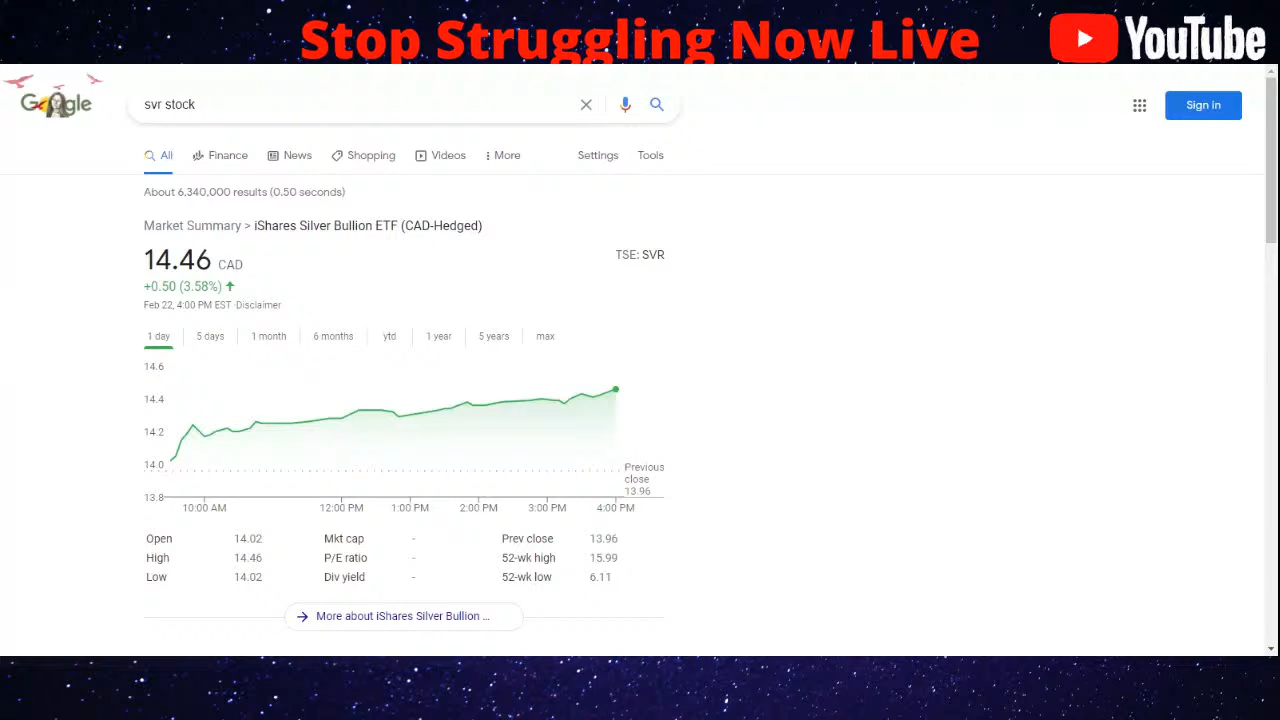 Stop Struggling Now Live
YouTube
Google
svr stock
Sign in
All Finance News Shopping Videos More Settings Tools
About 6,340,000 results (0.50 seconds)
Market Summary > iShares Silver Bullion ETF (CAD-Hedged)
14.46 CAD
TSE: SVR
+0.50 (3.58%)
Feb 22, 4:00 PM EST ·Disclaimer
1 day 5 days 1 month 6 months ytd 1 year 5 years max
14.6
14.4
14.2
14.0
13.8
Previous
close
13.96
10:00 AM 12:00 PM 1:00 PM 2:00 PM 3:00 PM 4:00 PM
Open 14.02 Mkt cap - Prev close 13.96
High 14.46 P/E ratio - 52-wk high 15.99
Low 14.02 Div yield - 52-wk low 6.11
More about iShares Silver Bullion ...